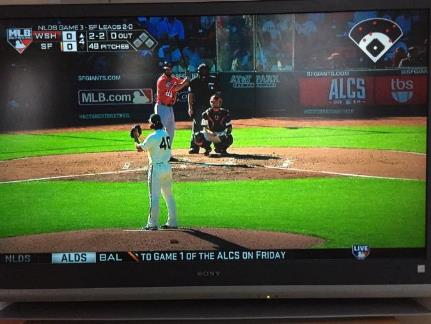 NLDS GAME 3 - SF LEADS 2-0
MLB
WSH 0 4 2-2 0 OUT
SF 0 48 PITCHES
SFGIANTS.COM
MLB.com
AT&T PARK
SFGIANTS.COM
ALCS
tbs
40
NLDS ALDS BAL TO GAME 1 OF THE ALCS ON FRIDAY
LIVE
SONY